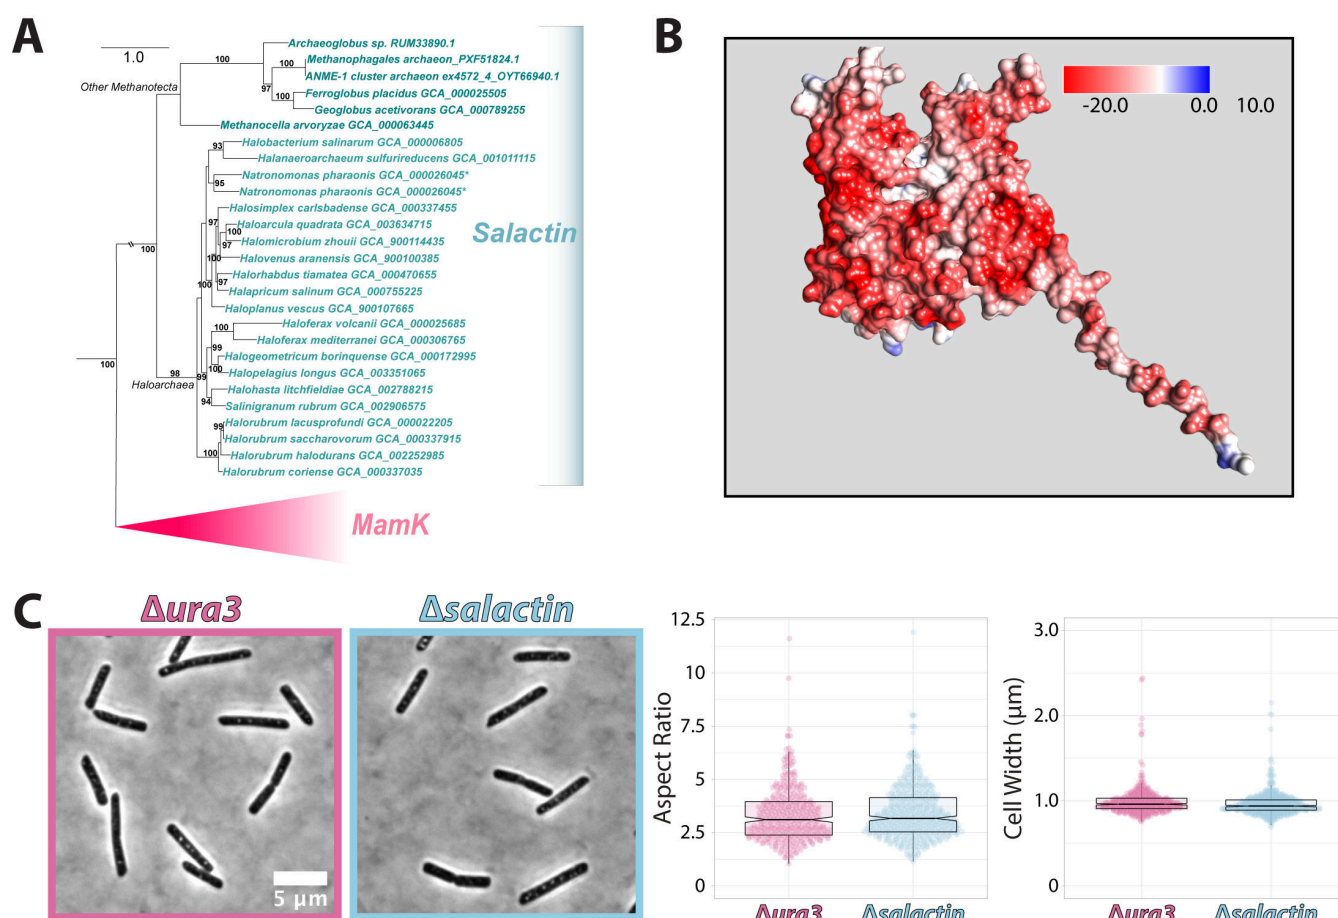 A
1.0
Other Methanotecta
100
100
97
100
Archaeoglobus sp. RUM33890.1
Methanophagales archaeon_PXF51824.1
ANME-1 cluster archaeon ex4572_4_OYT66940.1
Ferroglobus placidus GCA_000025505
Geoglobus acetivorans GCA_000789255
Methanocella arvoryzae GCA_000063445
93
Halobacterium salinarum GCA_000006805
Halanaeroarchaeum sulfurireducens GCA_001011115
95
Natronomonas pharaonis GCA_000026045*
Natronomonas pharaonis GCA_000026045*
97
Halosimplex carlsbadense GCA_000337455
100
Haloarcula quadrata GCA_003634715
97
Halomicrobium zhouii GCA_900114435
100
100
Halovenus aranensis GCA_900100385
100
97
Halorhabdus tiamatea GCA_000470655
Halapricum salinum GCA_000755225
Haloplanus vescus GCA_900107665
100
Haloferax volcanii GCA_000025685
Haloferax mediterranei GCA_000306765
99
Halogeometricum borinquense GCA_000172995
100
100
Halopelagius longus GCA_003351065
98
99
Haloarchaea
Halohasta litchfieldiae GCA_002788215
94
Salinigranum rubrum GCA_002906575
99
Halorubrum lacusprofundi GCA_000022205
Halorubrum saccharovorum GCA_000337915
100
Halorubrum halodurans GCA_002252985
Halorubrum coriense GCA_000337035
Salactin
MamK
B
-20.0 0.0 10.0
C
Δura3
Δsalactin
5 μm
Aspect Ratio
12.5
10
7.5
5
2.5
0
Δura3 Δsalactin
Cell Width (μm)
3.0
2.0
1.0
0
Δura3 Δsalactin